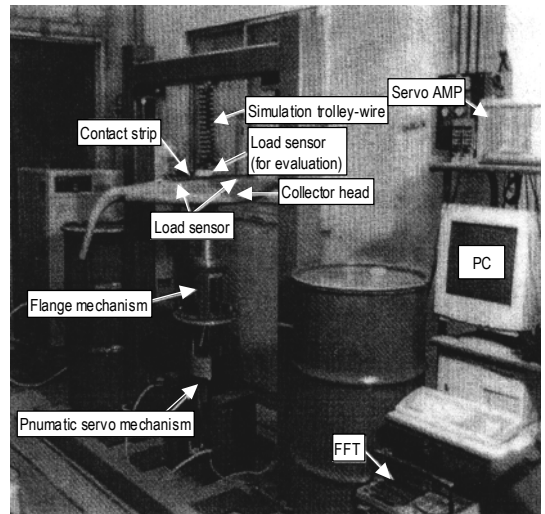 Servo AMP
Simulation trolley-wire
Contact strip
Load sensor
(for evaluation)
Collector head
Load sensor
PC
Flange mechanism
Pnumatic servo mechanism
FFT